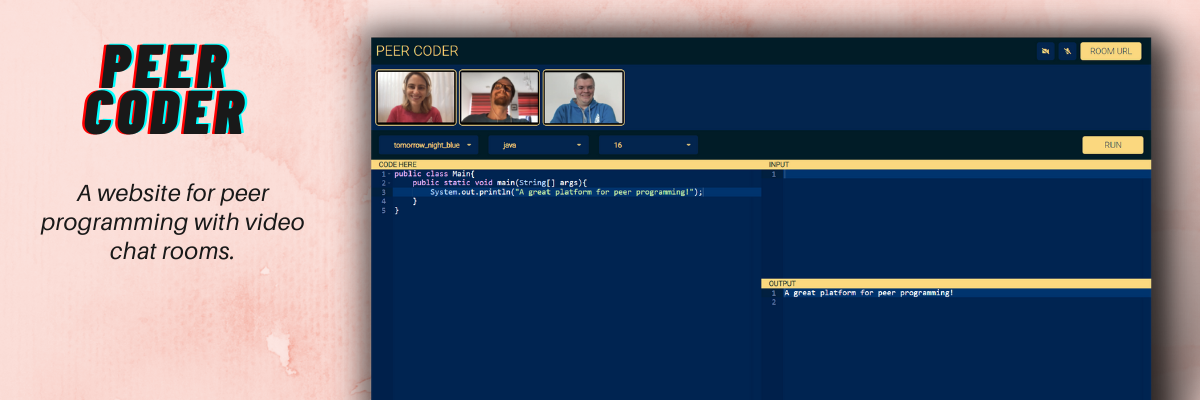 PEER
CODER
A website for peer
programming with video
chat rooms.
PEER CODER
ROOM URL
tomorrow_night_blue
java
16
RUN
CODE HERE
1 public class Main{
2 public static void main(String[] args){
3 System.out.println("A great platform for peer programming!");
4 }
5 }
INPUT
1
OUTPUT
1 A great platform for peer programming!
2